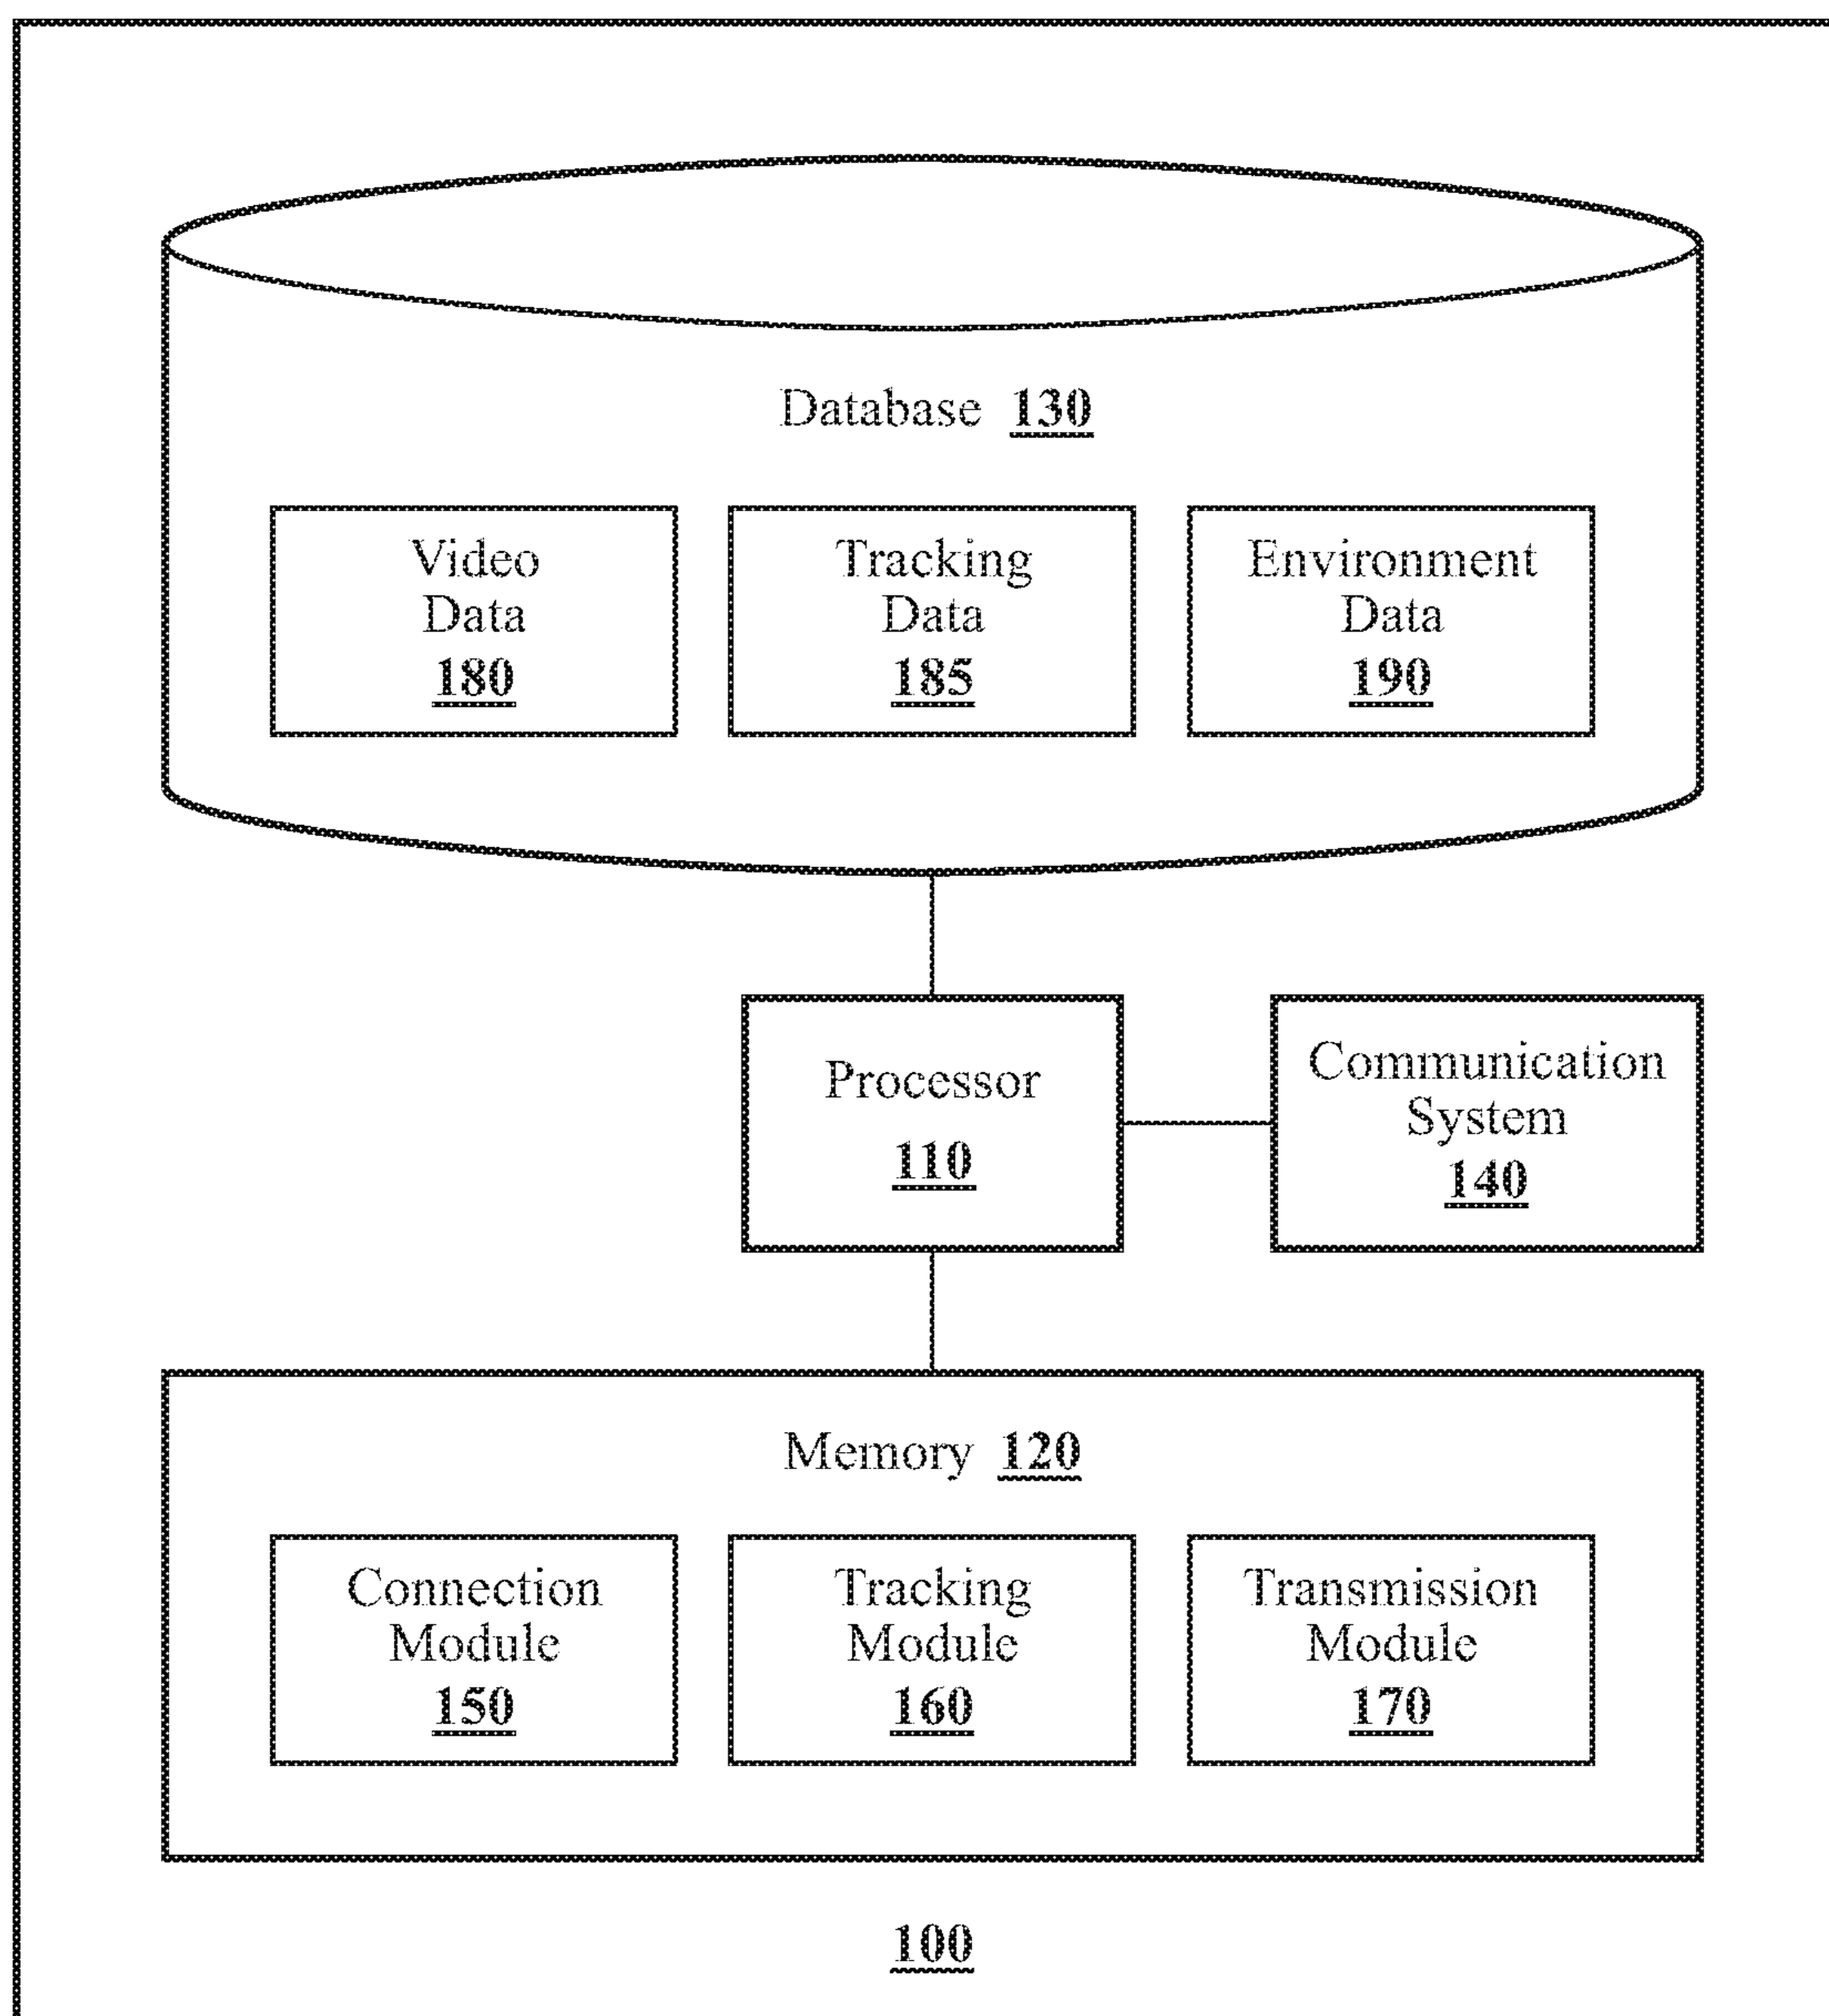 Database 130
Video
Data
180
Tracking
Data
185
Environment
Data
190
Processor
110
Communication
System
140
Memory 120
Connection
Module
150
Tracking
Module
160
Transmission
Module
170
100